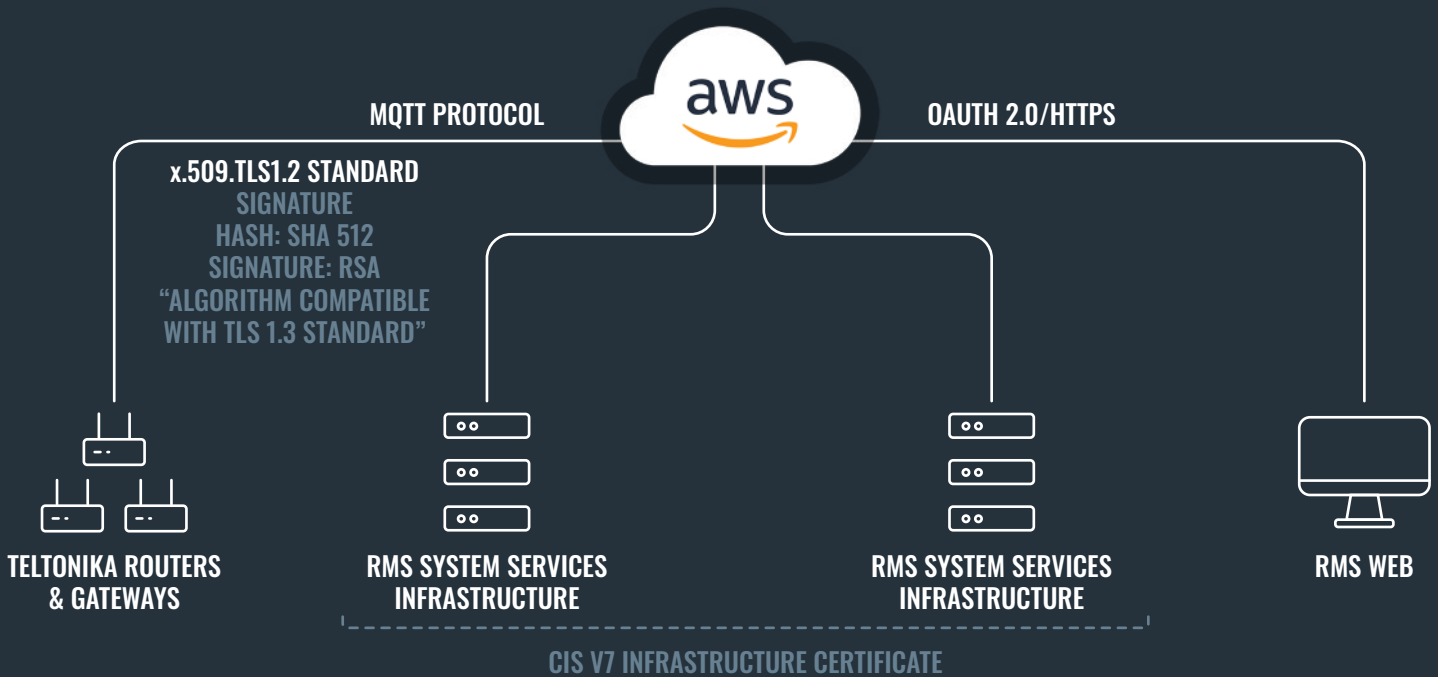 aws
MQTT PROTOCOL
OAUTH 2.0/HTTPS
x.509.TLS1.2 STANDARD
SIGNATURE
HASH: SHA 512
SIGNATURE: RSA
“ALGORITHM COMPATIBLE
WITH TLS 1.3 STANDARD”
TELTONIKA ROUTERS
& GATEWAYS
RMS SYSTEM SERVICES
INFRASTRUCTURE
RMS SYSTEM SERVICES
INFRASTRUCTURE
RMS WEB
CIS V7 INFRASTRUCTURE CERTIFICATE